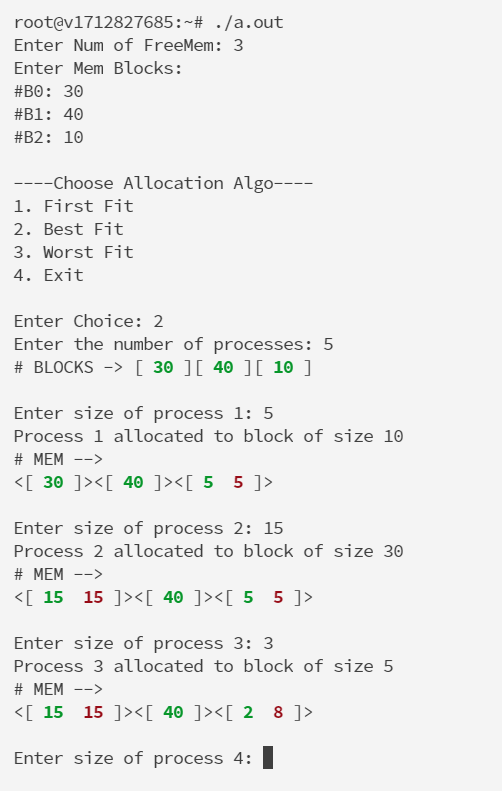 root@v1712827685:~# ./a.out
Enter Num of FreeMem: 3
Enter Mem Blocks:
#B0: 30
#B1: 40
#B2: 10
----Choose Allocation Algo----
1. First Fit
2. Best Fit
3. Worst Fit
4. Exit
Enter Choice: 2
Enter the number of processes: 5
# BLOCKS -> [ 30 ][ 40 ][ 10 ]
Enter size of process 1: 5
Process 1 allocated to block of size 10
# MEM -->
<[ 30 ]><[ 40 ]><[ 5  5 ]>
Enter size of process 2: 15
Process 2 allocated to block of size 30
# MEM -->
<[ 15  15 ]><[ 40 ]><[ 5  5 ]>
Enter size of process 3: 3
Process 3 allocated to block of size 5
# MEM -->
<[ 15  15 ]><[ 40 ]><[ 2  8 ]>
Enter size of process 4: